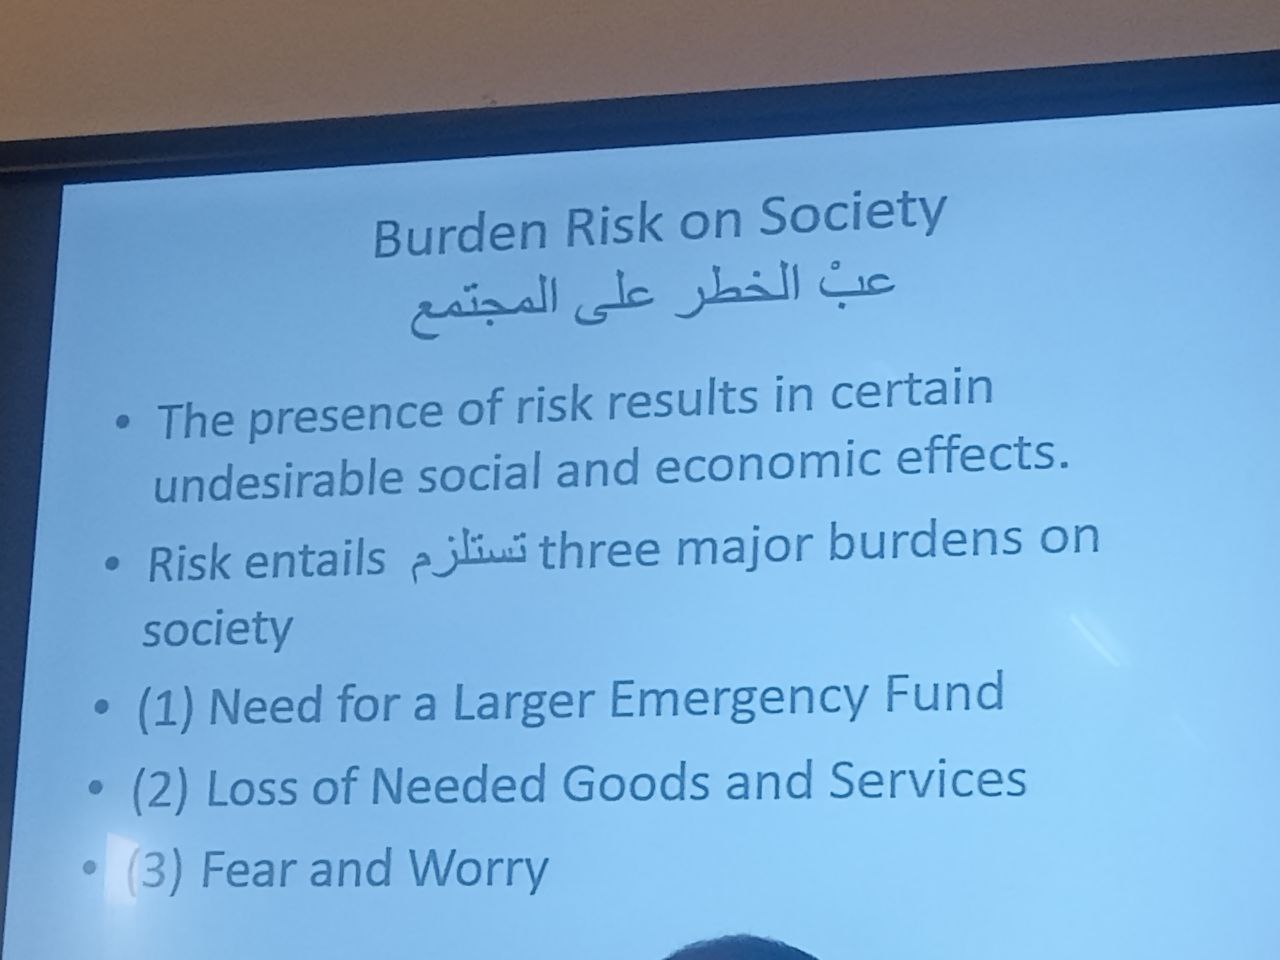 Burden Risk on Society
عبْ الخطر على المجتمع
• The presence of risk results in certain
undesirable social and economic effects.
• Risk entails تستلزم three major burdens on
society
• (1) Need for a Larger Emergency Fund
• (2) Loss of Needed Goods and Services
• (3) Fear and Worry